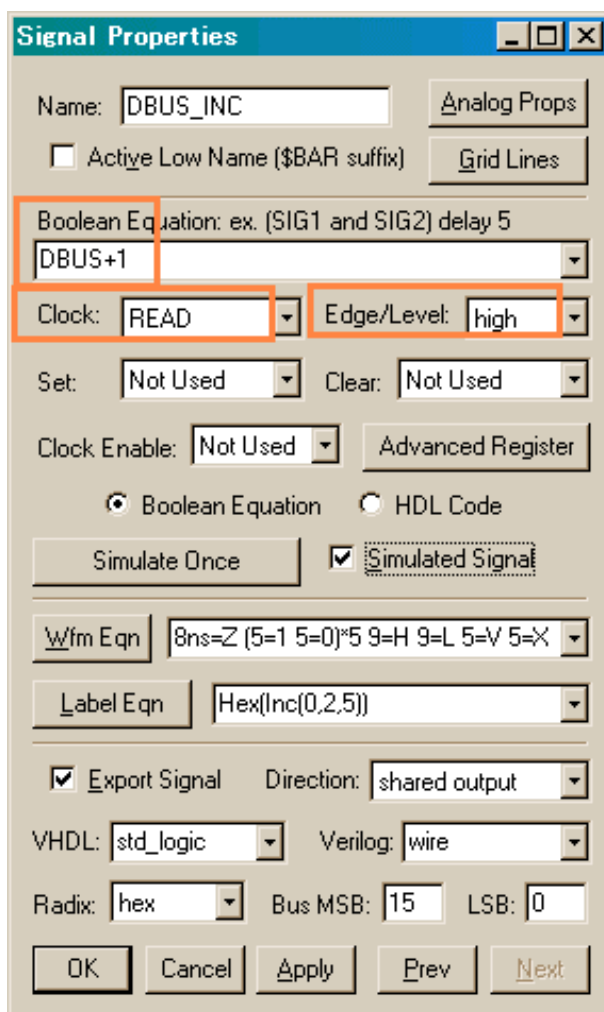 Signal Properties
Name: DBUS_INC Analog Props
Active Low Name ($BAR suffix) Grid Lines
Boolean Equation: ex. (SIG1 and SIG2) delay 5
DBUS+1
Clock: READ Edge/Level: high
Set: Not Used Clear: Not Used
Clock Enable: Not Used Advanced Register
Boolean Equation HDL Code
Simulate Once Simulated Signal
Wfm Eqn 8ns=Z (5=1 5=0)*5 9=H 9=L 5=V 5=X
Label Eqn Hex(Inc(0,2,5))
Export Signal Direction: shared output
VHDL: std_logic Verilog: wire
Radix: hex Bus MSB: 15 LSB: 0
OK Cancel Apply Prev Next